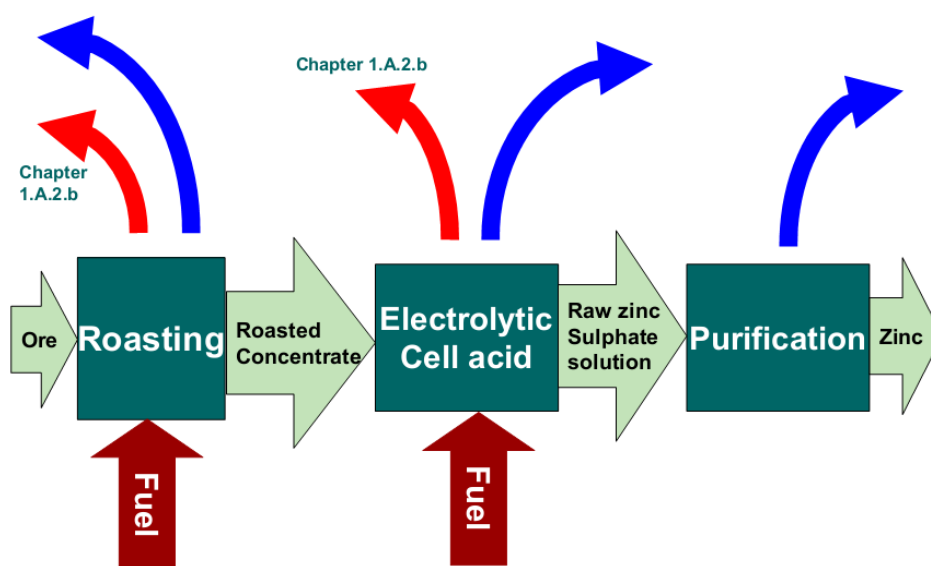 Chapter 1.A.2.b
Chapter
1.A.2.b
Ore
Roasting
Roasted
Concentrate
Electrolytic
Cell acid
Raw zinc
Sulphate
solution
Purification
Zinc
Fuel
Fuel